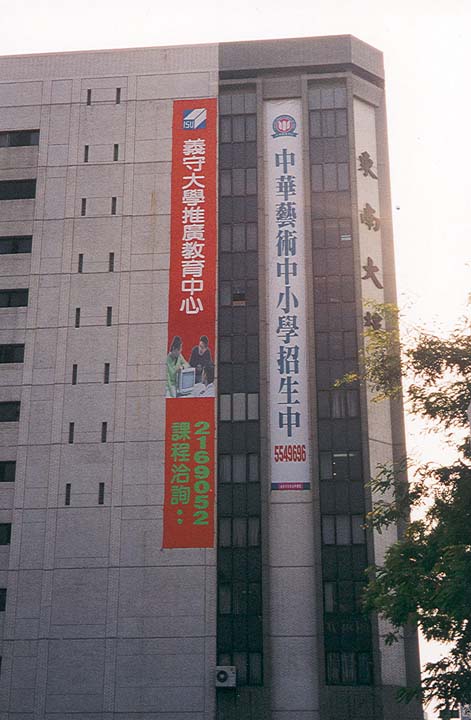 ISU
義守大學推廣教育中心
課程洽詢：
2169052
中華藝術中小學招生中
5549696
東南大